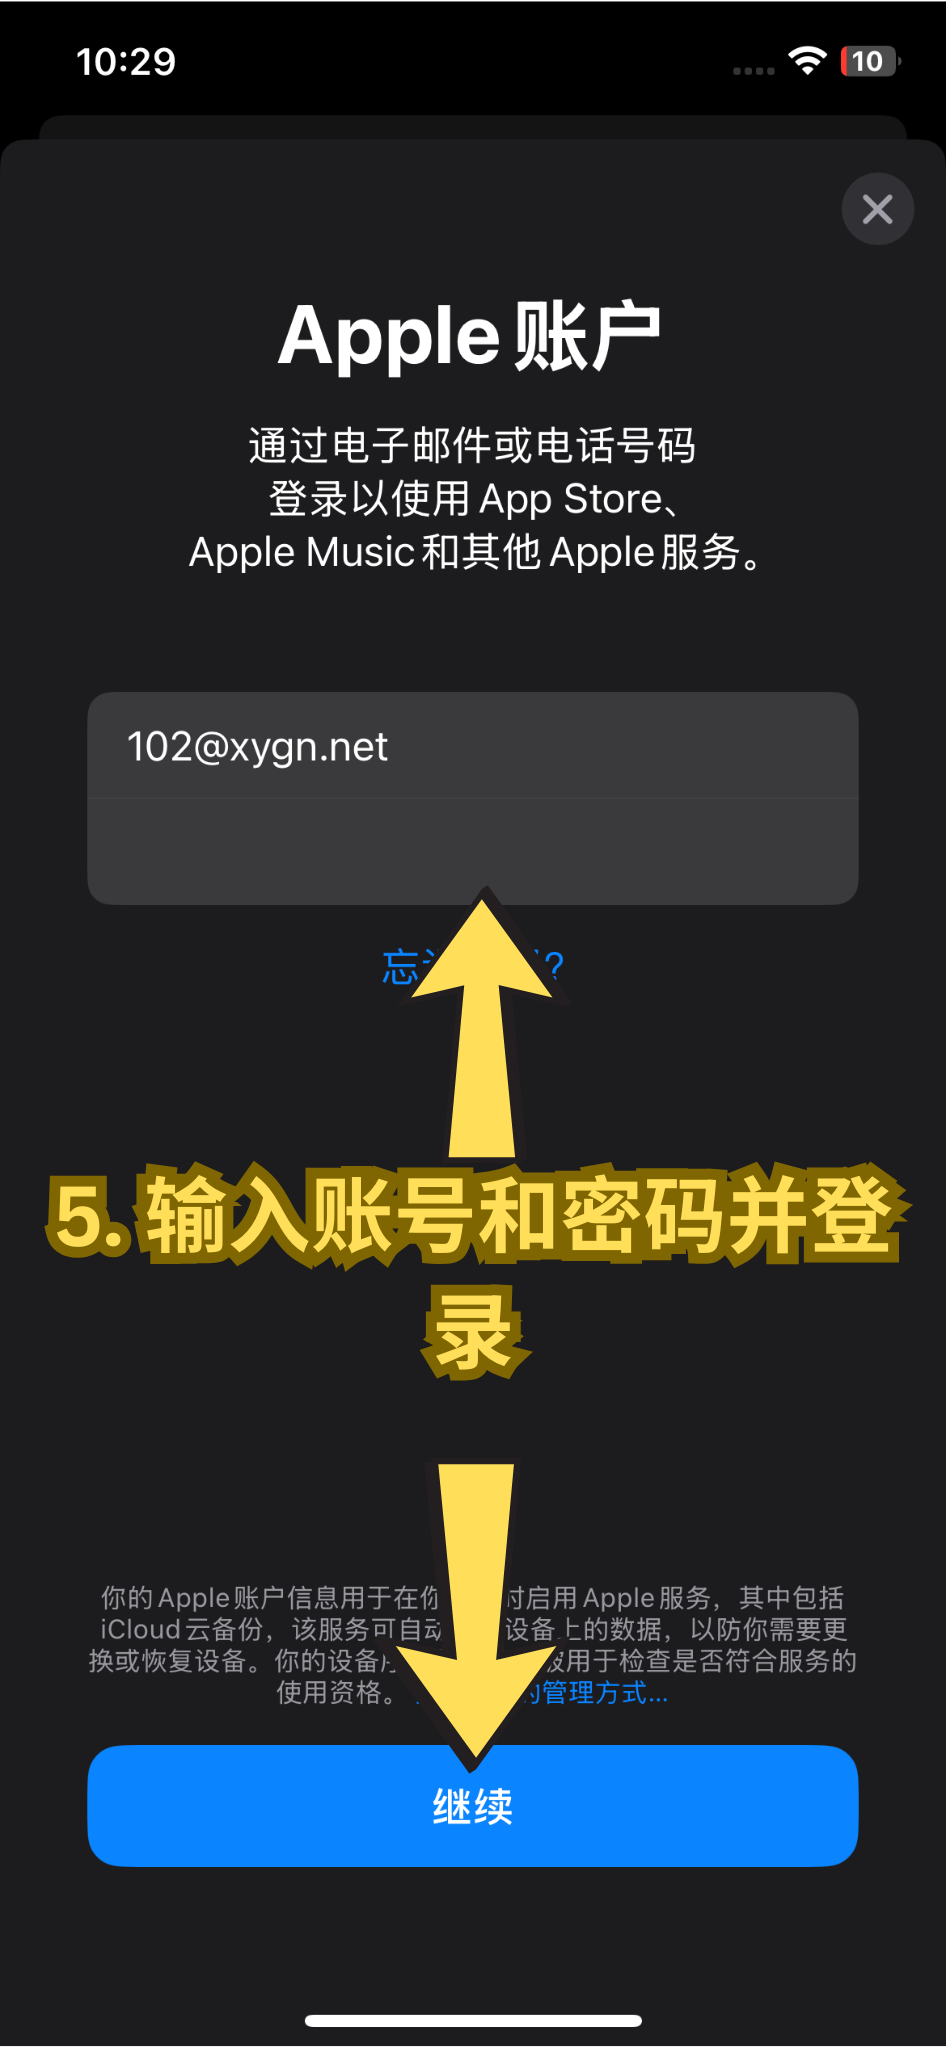 10:29
10
Apple 账户
通过电子邮件或电话号码
登录以使用 App Store、
Apple Music 和其他 Apple 服务。
102@xygn.net
忘 ?
5. 输入账号和密码并登
录
你的 Apple 账户信息用于在你 时启用 Apple 服务，其中包括
iCloud 云备份，该服务可自动 设备上的数据，以防你需要更
换或恢复设备。你的设备 被用于检查是否符合服务的
使用资格。 的管理方式...
继续